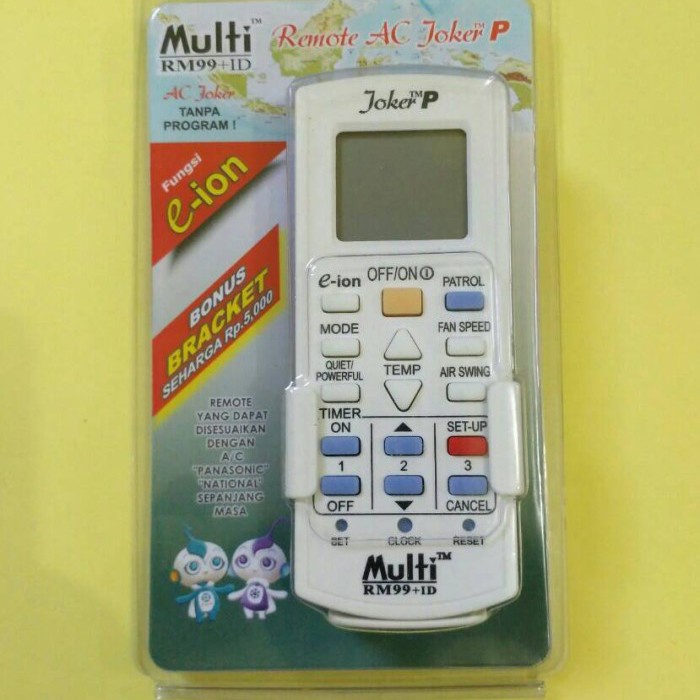 Multi™
RM99+ID
Remote AC Joker™ P
AC Joker
TANPA
PROGRAM !
Fungsi
e-ion
BONUS
BRACKET
SEHARGA Rp.5,000
REMOTE
YANG DAPAT
DISESUAIKAN
DENGAN
A/C
"PANASONIC"
"NATIONAL"
SEPANJANG
MASA
Joker™ P
e-ion OFF/ON PATROL
MODE FAN SPEED
QUIET/
POWERFUL TEMP AIR SWING
TIMER
ON ▲ SET-UP
1 2 3
OFF ▼ CANCEL
SET CLOCK RESET
Multi™
RM99+ID